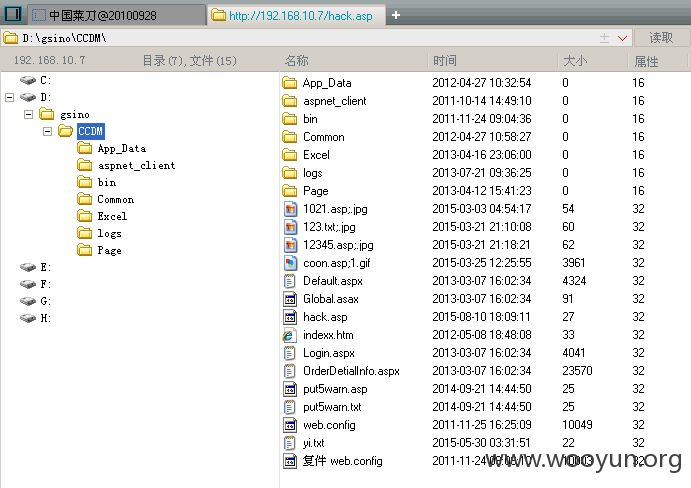 中国菜刀@20100928 http://192.168.10.7/hack.asp
D:\gsino\CCDM\ 读取
192.168.10.7 目录(7),文件(15) 名称 时间 大小 属性
C:
D:
gsino
CCDM
App_Data
aspnet_client
bin
Common
Excel
logs
Page
E:
F:
G:
H:
App_Data 2012-04-27 10:32:54 0 16
aspnet_client 2011-10-14 14:49:10 0 16
bin 2011-11-24 09:04:36 0 16
Common 2012-04-27 10:58:27 0 16
Excel 2013-04-16 23:06:00 0 16
logs 2013-07-21 09:36:25 0 16
Page 2013-04-12 15:41:23 0 16
1021.asp;.jpg 2015-03-03 04:54:17 54 32
123.txt;.jpg 2015-03-21 21:10:08 60 32
12345.asp;.jpg 2015-03-21 21:18:21 62 32
coon.asp;1.gif 2015-03-25 12:25:55 3961 32
Default.aspx 2013-03-07 16:02:34 4324 32
Global.asax 2013-03-07 16:02:34 91 32
hack.asp 2015-08-10 18:09:11 27 32
indexx.htm 2012-05-08 18:48:08 33 32
Login.aspx 2013-03-07 16:02:34 4041 32
OrderDetialInfo.aspx 2013-03-07 16:02:34 23570 32
put5warn.asp 2014-09-21 14:44:50 25 32
put5warn.txt 2014-09-21 14:44:50 25 32
web.config 2011-11-25 16:25:09 10049 32
yi.txt 2015-05-30 03:31:51 22 32
复件 web.config 2011-11-24 32
www.wooyun.org